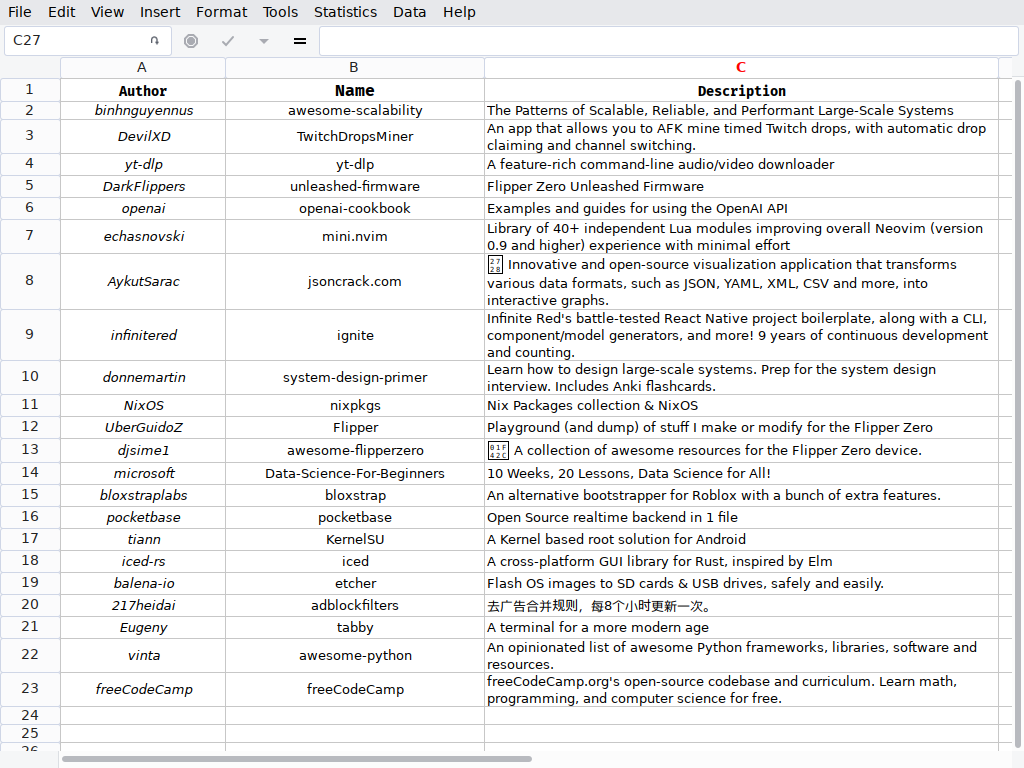 File Edit View Insert Format Tools Statistics Data Help
C27
A B C
1 Author Name Description
2 binhnguyennus awesome-scalability The Patterns of Scalable, Reliable, and Performant Large-Scale Systems
3 DevilXD TwitchDropsMiner An app that allows you to AFK mine timed Twitch drops, with automatic drop
claiming and channel switching.
4 yt-dlp yt-dlp A feature-rich command-line audio/video downloader
5 DarkFlippers unleashed-firmware Flipper Zero Unleashed Firmware
6 openai openai-cookbook Examples and guides for using the OpenAI API
7 echasnovski mini.nvim Library of 40+ independent Lua modules improving overall Neovim (version
0.9 and higher) experience with minimal effort
8 AykutSarac jsoncrack.com Innovative and open-source visualization application that transforms
various data formats, such as JSON, YAML, XML, CSV and more, into
interactive graphs.
9 infinitered ignite Infinite Red's battle-tested React Native project boilerplate, along with a CLI,
component/model generators, and more! 9 years of continuous development
and counting.
10 donnemartin system-design-primer Learn how to design large-scale systems. Prep for the system design
interview. Includes Anki flashcards.
11 NixOS nixpkgs Nix Packages collection & NixOS
12 UberGuidoZ Flipper Playground (and dump) of stuff I make or modify for the Flipper Zero
13 djsime1 awesome-flipperzero A collection of awesome resources for the Flipper Zero device.
14 microsoft Data-Science-For-Beginners 10 Weeks, 20 Lessons, Data Science for All!
15 bloxstraplabs bloxstrap An alternative bootstrapper for Roblox with a bunch of extra features.
16 pocketbase pocketbase Open Source realtime backend in 1 file
17 tiann KernelSU A Kernel based root solution for Android
18 iced-rs iced A cross-platform GUI library for Rust, inspired by Elm
19 balena-io etcher Flash OS images to SD cards & USB drives, safely and easily.
20 217heidai adblockfilters 去广告合并规则，每8个小时更新一次。
21 Eugeny tabby A terminal for a more modern age
22 vinta awesome-python An opinionated list of awesome Python frameworks, libraries, software and
resources.
23 freeCodeCamp freeCodeCamp freeCodeCamp.org's open-source codebase and curriculum. Learn math,
programming, and computer science for free.
24
25
26